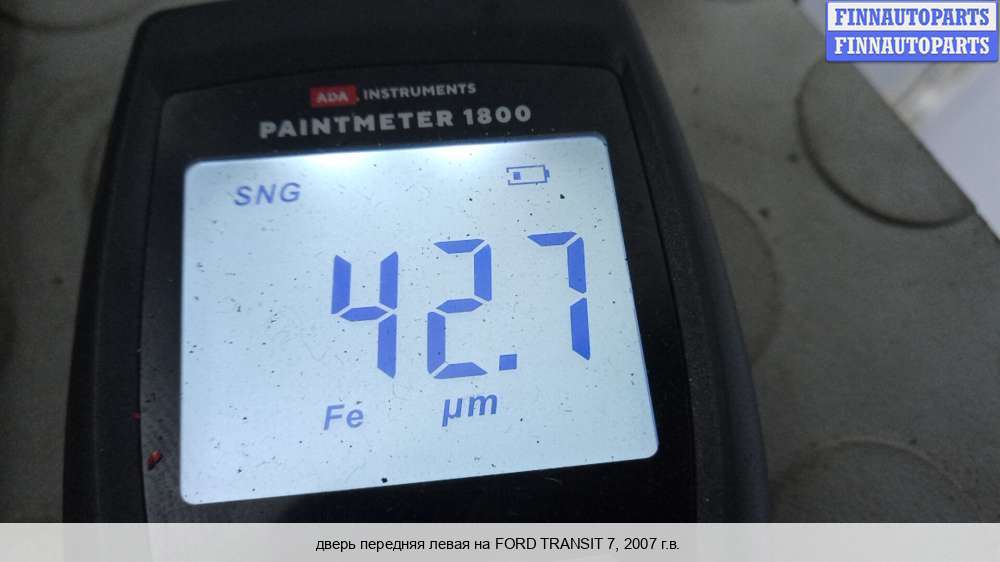 FINNAUTOPARTS
FINNAUTOPARTS
ADA. INSTRUMENTS
PAINTMETER 1800
SNG
42.7
Fe µm
дверь передняя левая на FORD TRANSIT 7, 2007 г.в.